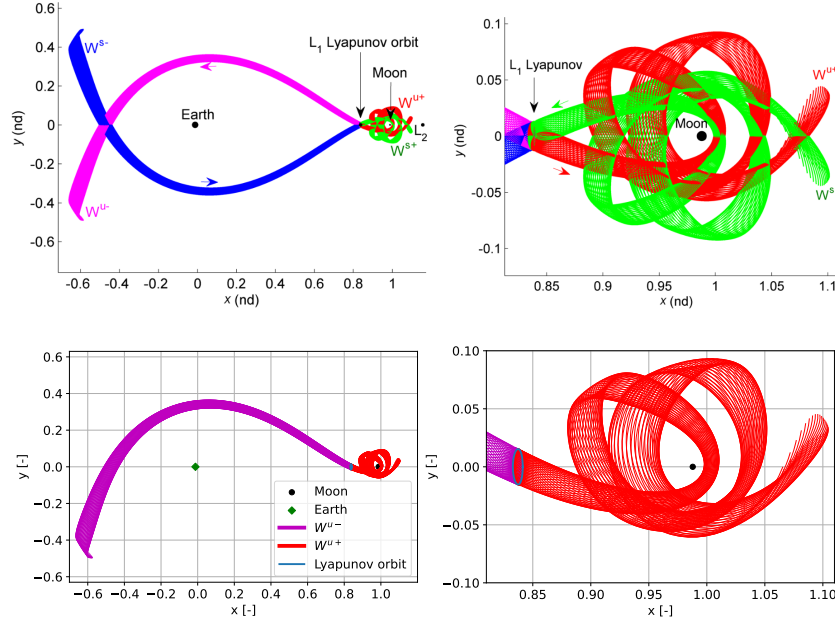 0.6
0.4
0.2
0
-0.2
-0.4
-0.6
y (nd)
W^{s-}
W^{u-}
Earth
L_1 Lyapunov orbit
Moon
W^{u+}
L_2
W^{s+}
-0.6 -0.4 -0.2 0 0.2 0.4 0.6 0.8 1
x (nd)
0.1
0.05
0
-0.05
-0.1
y (nd)
L_1 Lyapunov
Moon
W^{u+}
W^s
0.85 0.9 0.95 1 1.05 1.1
x (nd)
0.6
0.4
0.2
0.0
−0.2
−0.4
−0.6
y [-]
Moon
Earth
W^{u−}
W^{u+}
Lyapunov orbit
−0.6 −0.4 −0.2 0.0 0.2 0.4 0.6 0.8 1.0
x [-]
0.10
0.05
0.00
−0.05
−0.10
y [-]
0.85 0.90 0.95 1.00 1.05 1.10
x [-]